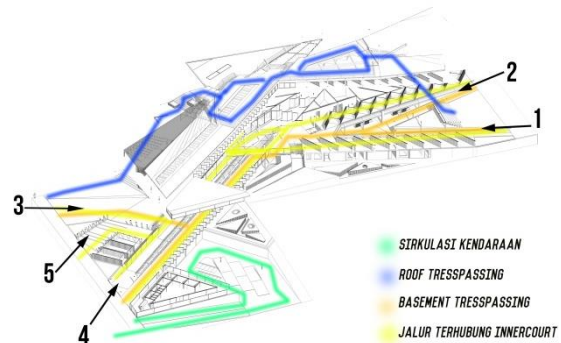 2
1
3
5
4
SIRKULASI KENDARAAN
ROOF TRESSPASSING
BASEMENT TRESSPASSING
JALUR TERHUBUNG INNERCOURT